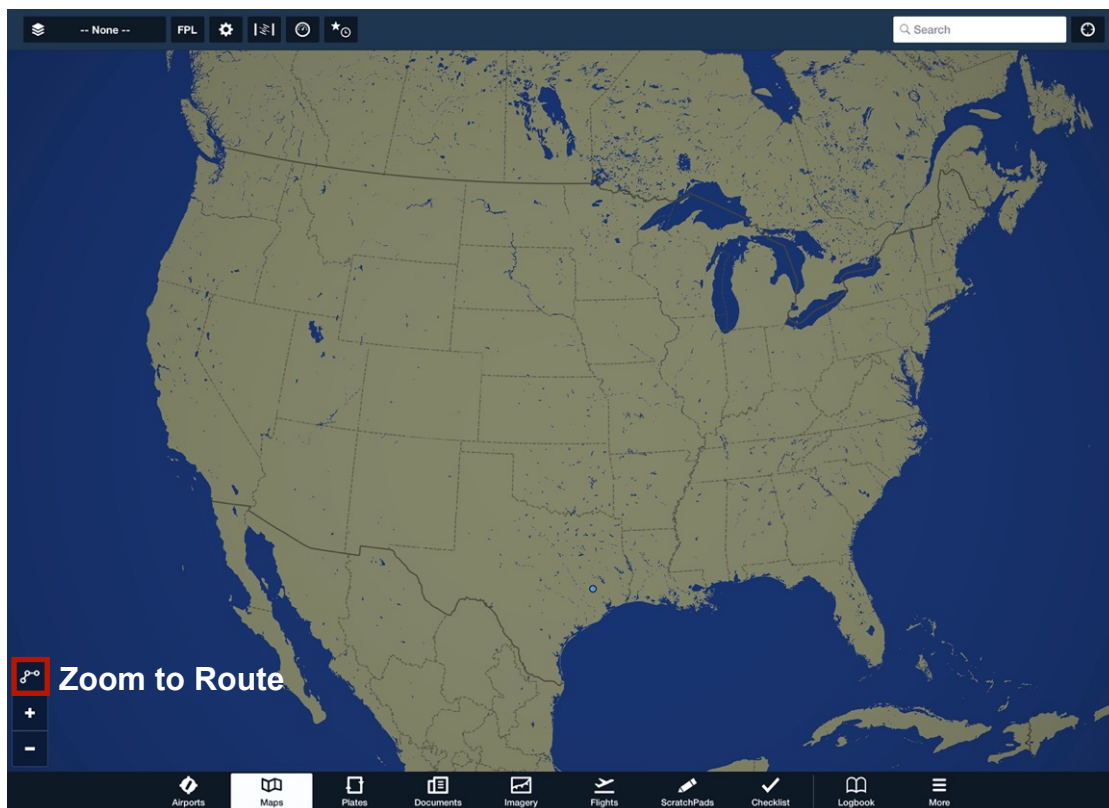 -- None --
FPL
Search
Zoom to Route
+
−
Airports
Maps
Plates
Documents
Imagery
Flights
ScratchPads
Checklist
Logbook
More